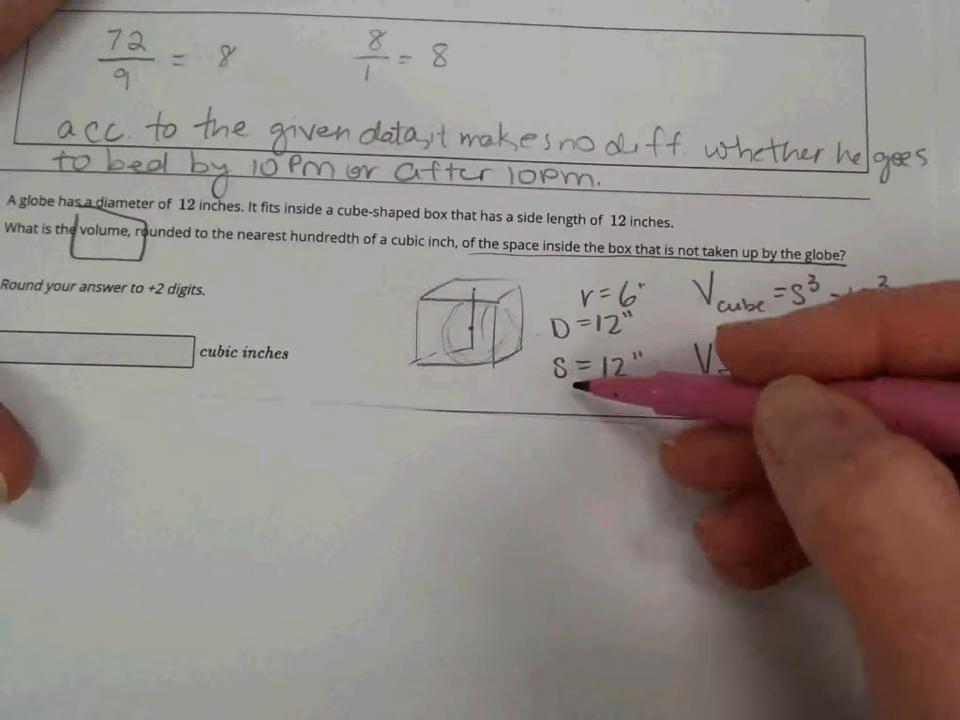 72/9 = 8 8/1 = 8
acc. to the given data, it makes no diff. whether he goes
to bed by 10PM or after 10PM.
A globe has a diameter of 12 inches. It fits inside a cube-shaped box that has a side length of 12 inches.
What is the volume, rounded to the nearest hundredth of a cubic inch, of the space inside the box that is not taken up by the globe?
Round your answer to +2 digits.
r = 6" V cube = s³
D = 12"
S = 12" V
cubic inches